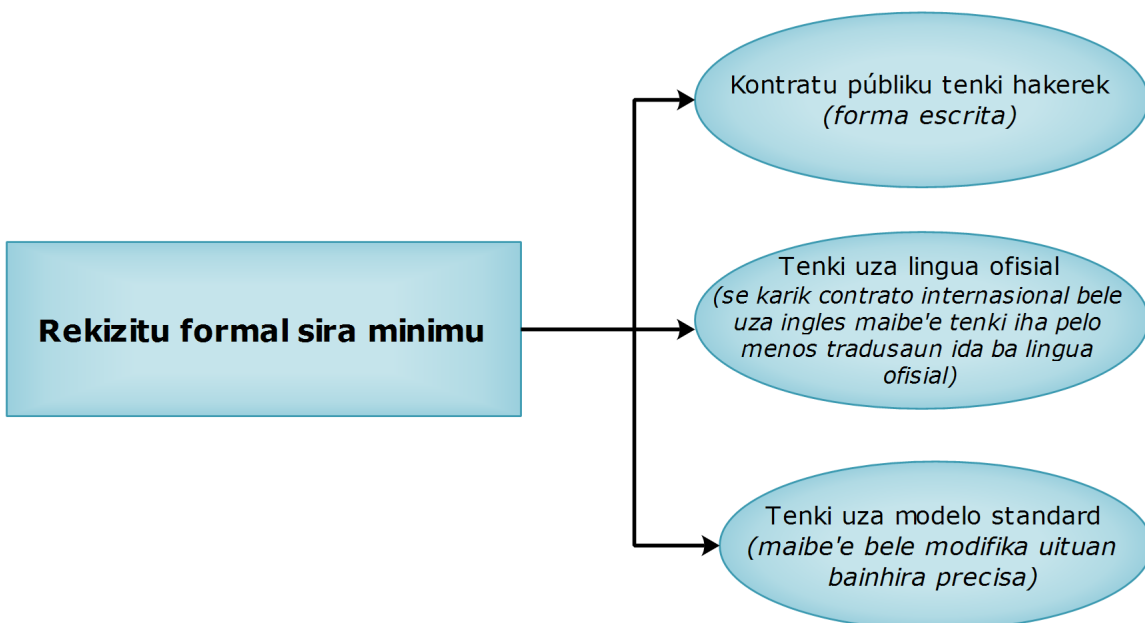 Rekizitu formal sira minimu
Kontratu públiku tenki hakerek
(forma escrita)
Tenki uza lingua ofisial
(se karik contrato internasional bele
uza ingles maibe'e tenki iha pelo
menos tradusaun ida ba lingua
ofisial)
Tenki uza modelo standard
(maibe'e bele modifika uituan
bainhira precisa)